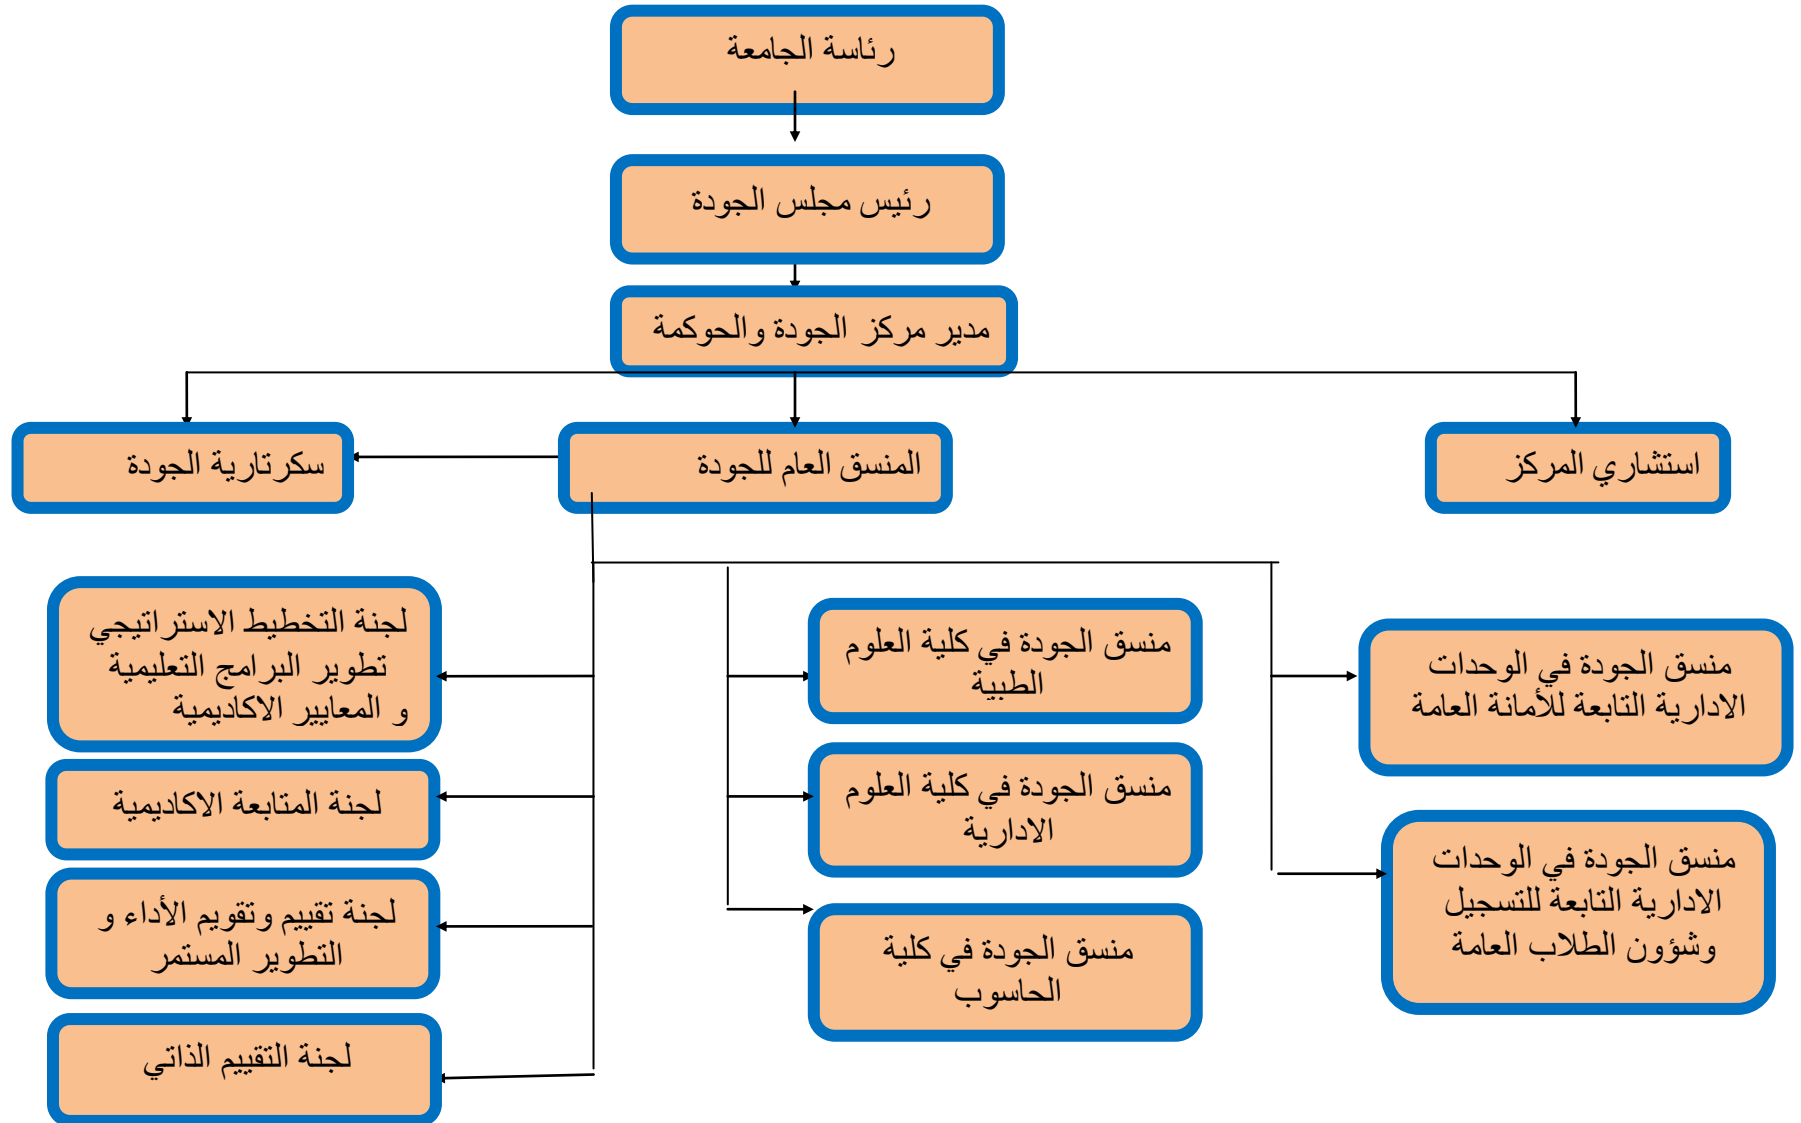 رئاسة الجامعة
رئيس مجلس الجودة
مدير مركز الجودة والحوكمة
استشاري المركز
المنسق العام للجودة
سكرتارية الجودة
منسق الجودة في الوحدات
الادارية التابعة للأمانة العامة
منسق الجودة في الوحدات
الادارية التابعة للتسجيل
وشؤون الطلاب العامة
منسق الجودة في كلية العلوم
الطبية
منسق الجودة في كلية العلوم
الادارية
منسق الجودة في كلية
الحاسوب
لجنة التخطيط الاستراتيجي
تطوير البرامج التعليمية
و المعايير الاكاديمية
لجنة المتابعة الاكاديمية
لجنة تقييم وتقويم الأداء و
التطوير المستمر
لجنة التقييم الذاتي